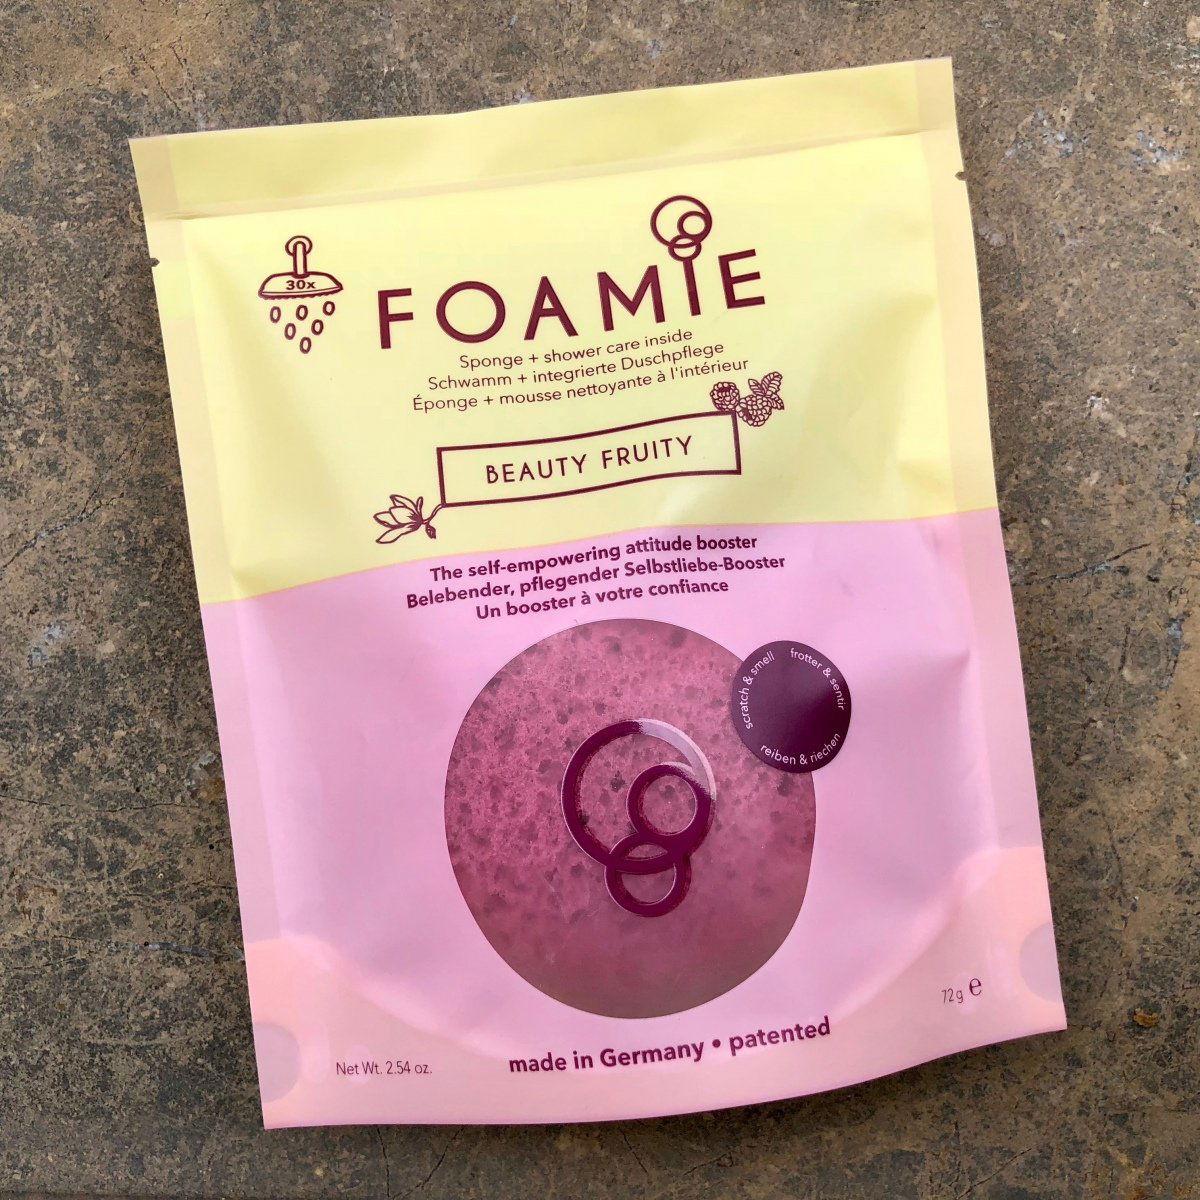 30x
FOAMIE
Sponge + shower care inside
Schwamm + integrierte Duschpflege
Éponge + mousse nettoyante à l'intérieur
BEAUTY FRUITY
The self-empowering attitude booster
Belebender, pflegender Selbstliebe-Booster
Un booster à votre confiance
scratch & smell
frotter & sentir
reiben & riechen
72g e
Net Wt. 2.54 oz.
made in Germany • patented